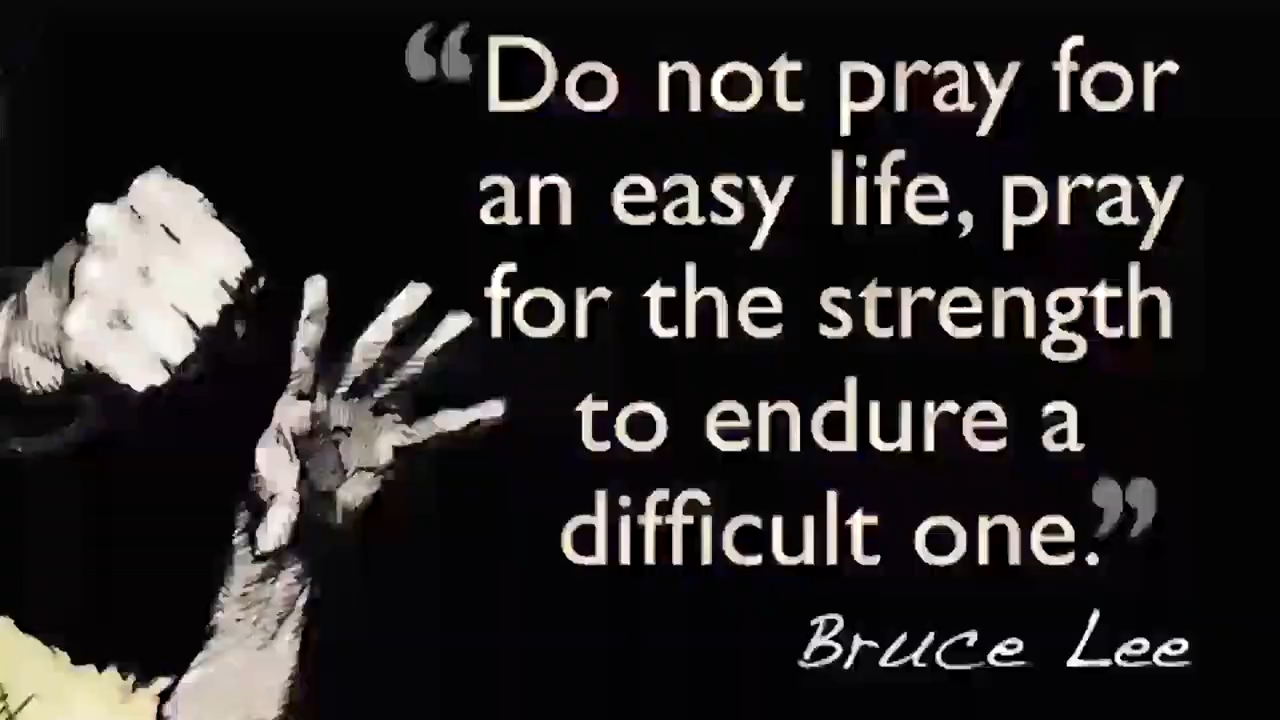 “Do not pray for
an easy life, pray
for the strength
to endure a
difficult one.”
Bruce Lee